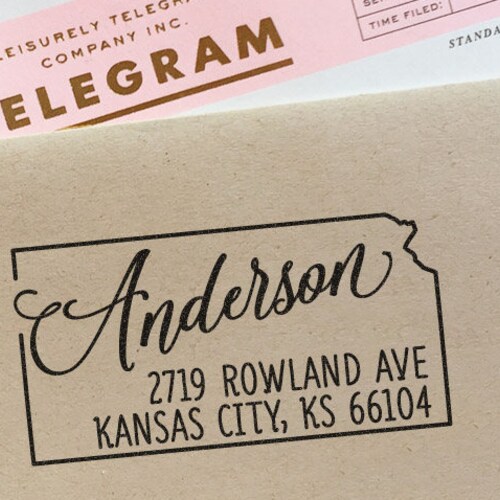 LEISURELY TELEGR
COMPANY INC.
ELEGRAM
TIME FILED:
STANDA
Anderson
2719 ROWLAND AVE
KANSAS CITY, KS 66104